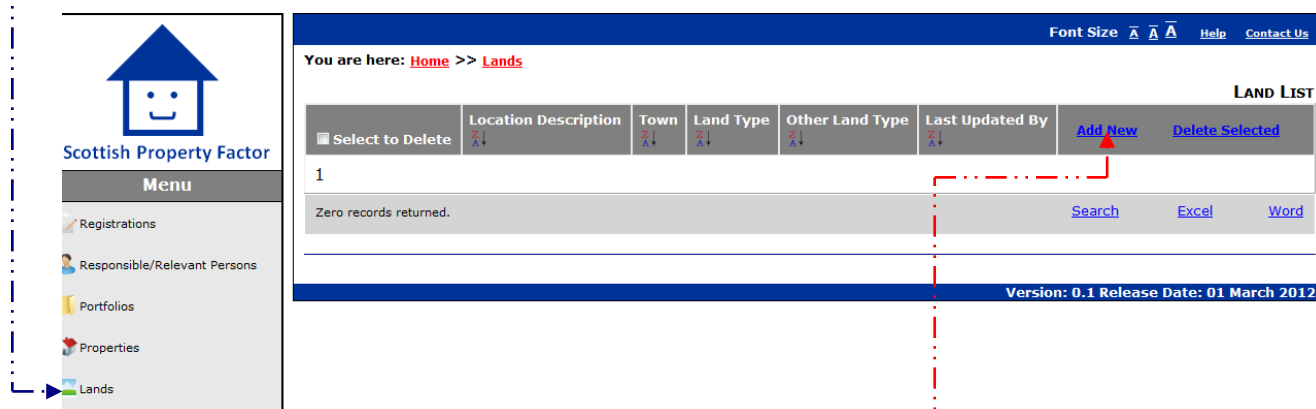 Font Size A A A Help Contact Us
You are here: Home >> Lands
LAND LIST
Select to Delete Location Description Town Land Type Other Land Type Last Updated By Add New Delete Selected
1
Zero records returned. Search Excel Word
Version: 0.1 Release Date: 01 March 2012
Scottish Property Factor
Menu
Registrations
Responsible/Relevant Persons
Portfolios
Properties
Lands